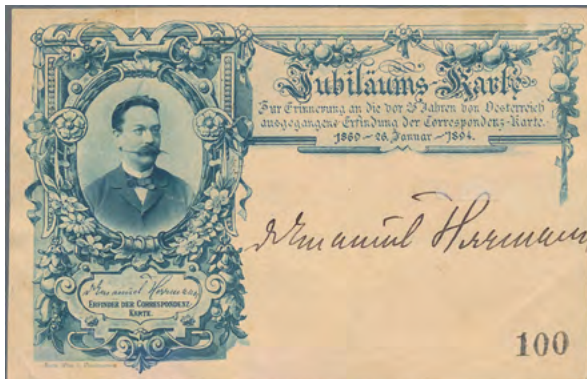 Jubiläums-Karte
Zur Erinnerung an die vor 25 Jahren von Oesterreich
ausgegangene Erfindung der Correspondenz-Karte.
1869 – 26. Januar – 1894.
Dr Emanuel Herrmann
Dr Emanuel Herrmann
ERFINDER DER CORRESPONDENZ-
KARTE.
100